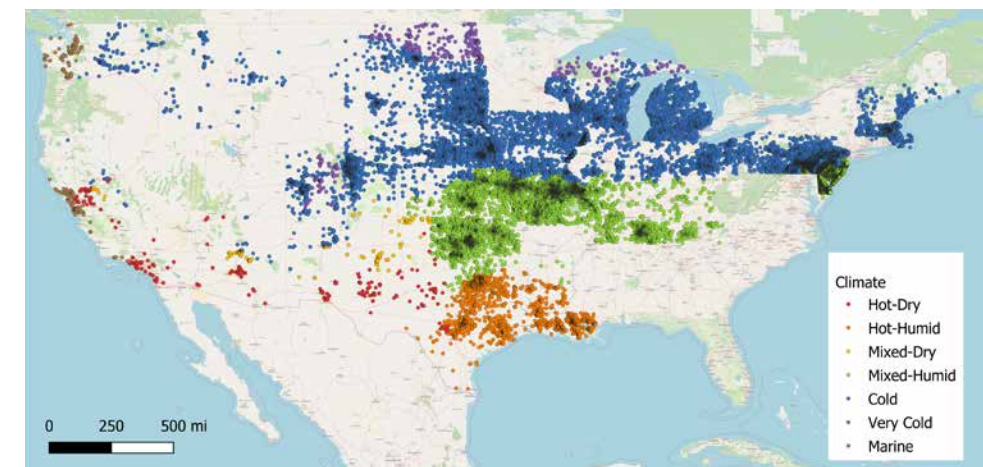 Climate
Hot-Dry
Hot-Humid
Mixed-Dry
Mixed-Humid
Cold
Very Cold
Marine
0 250 500 mi